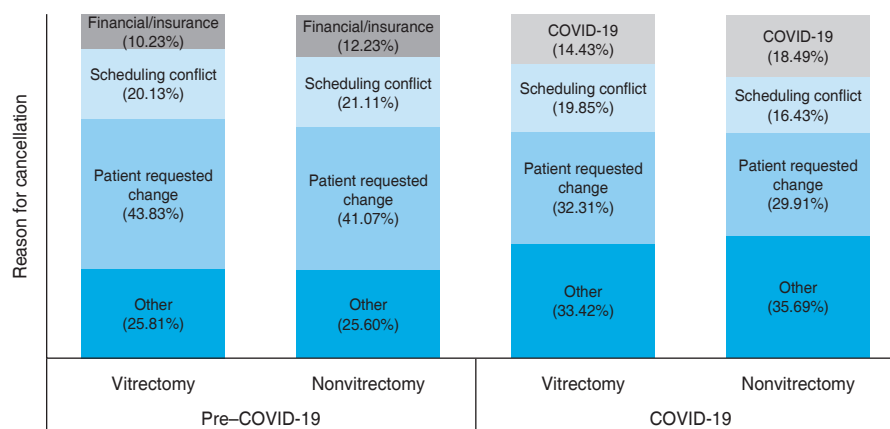 Reason for cancellation
Financial/insurance
(10.23%)
Scheduling conflict
(20.13%)
Patient requested
change
(43.83%)
Other
(25.81%)
Financial/insurance
(12.23%)
Scheduling conflict
(21.11%)
Patient requested
change
(41.07%)
Other
(25.60%)
COVID-19
(14.43%)
Scheduling conflict
(19.85%)
Patient requested
change
(32.31%)
Other
(33.42%)
COVID-19
(18.49%)
Scheduling conflict
(16.43%)
Patient requested
change
(29.91%)
Other
(35.69%)
Vitrectomy
Nonvitrectomy
Vitrectomy
Nonvitrectomy
Pre–COVID-19
COVID-19